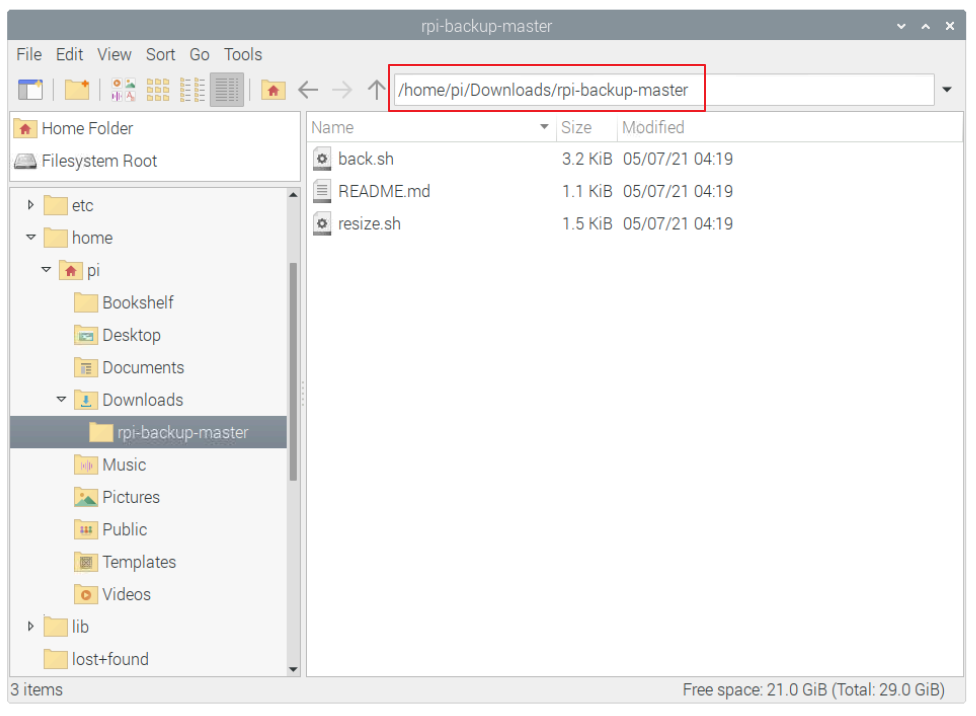 rpi-backup-master
File Edit View Sort Go Tools
/home/pi/Downloads/rpi-backup-master
Home Folder
Filesystem Root
etc
home
pi
Bookshelf
Desktop
Documents
Downloads
rpi-backup-master
Music
Pictures
Public
Templates
Videos
lib
lost+found
Name Size Modified
back.sh 3.2 KiB 05/07/21 04:19
README.md 1.1 KiB 05/07/21 04:19
resize.sh 1.5 KiB 05/07/21 04:19
3 items Free space: 21.0 GiB (Total: 29.0 GiB)